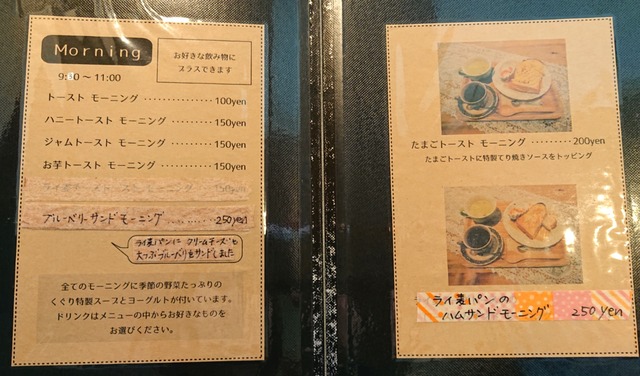 Morning
お好きな飲み物に
プラスできます
9:30 ～ 11:00
トースト モーニング ‥‥‥‥‥‥ 100yen
ハニートースト モーニング ‥‥‥‥ 150yen
ジャムトースト モーニング ‥‥‥‥ 150yen
お芋トースト モーニング ‥‥‥‥‥ 150yen
ブルーベリーサンドモーニング ‥‥‥ 250yen
ライ麦パンに クリームチーズと
大つぶブルーベリをサンドしました
全てのモーニングに季節の野菜たっぷりの
くぐり特製スープとヨーグルトが付いています。
ドリンクはメニューの中からお好きなものを
お選びください。
たまごトースト モーニング ‥‥‥ 200yen
たまごトーストに特製てり焼きソースをトッピング
ライ麦パンの
ハムサンドモーニング 250yen